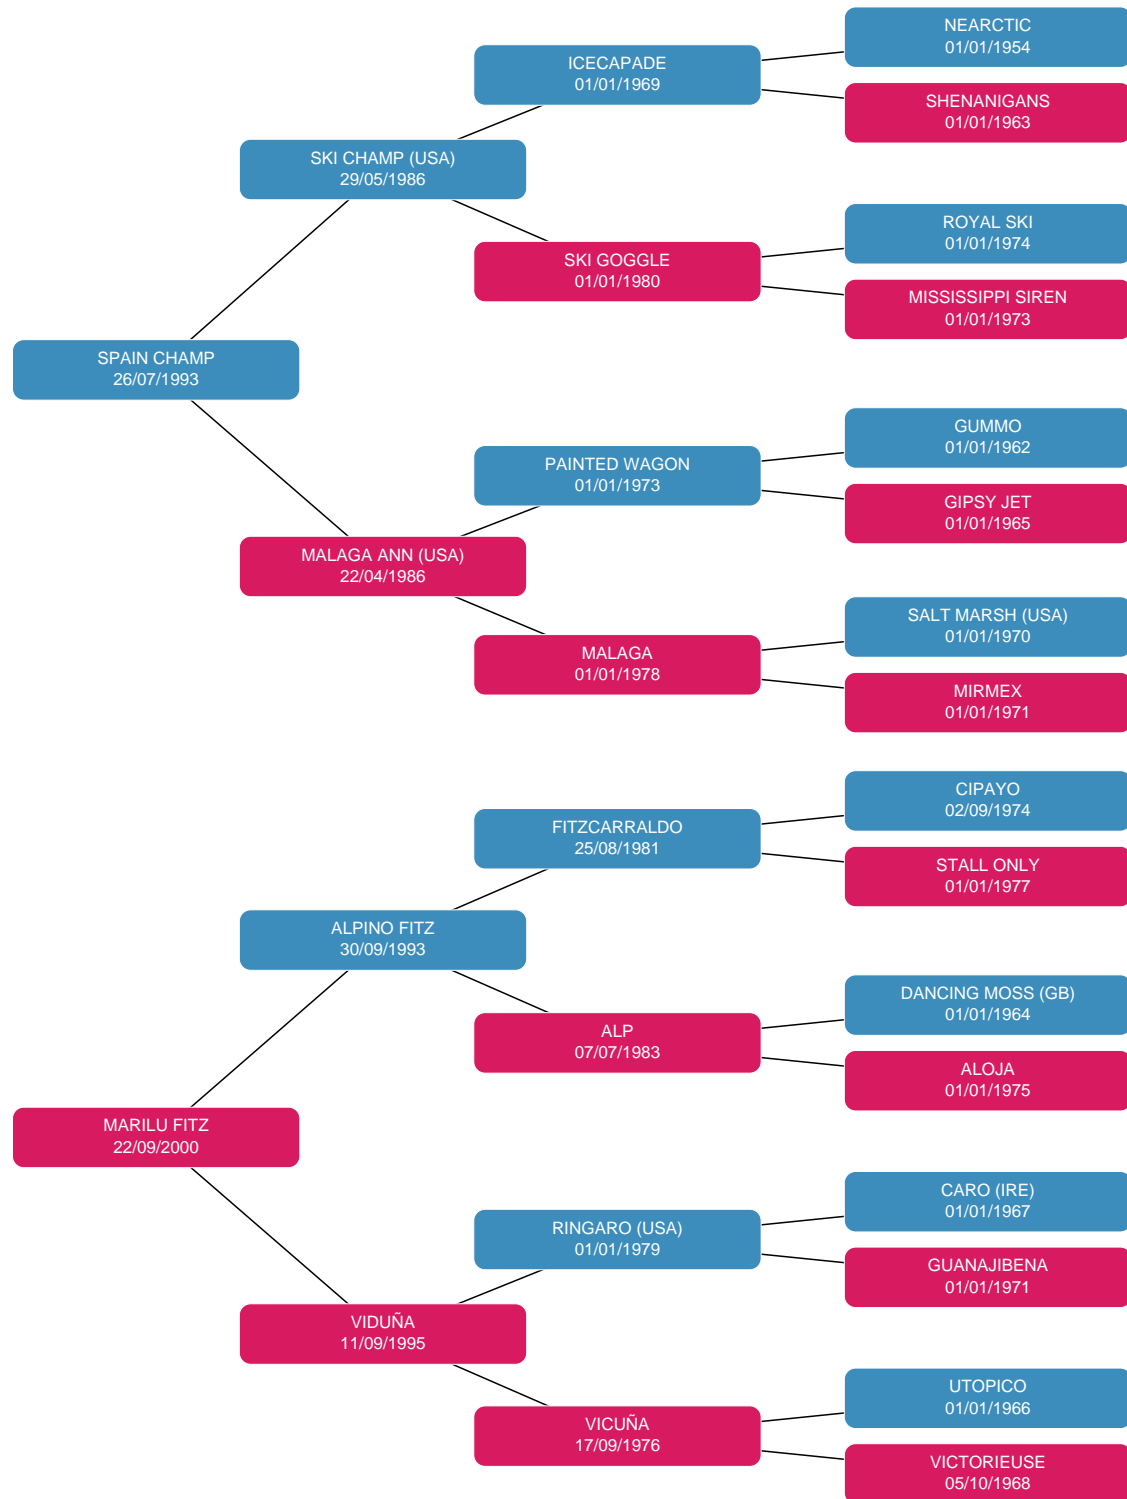 NEARCTIC
01/01/1954
ICECAPADE
01/01/1969
SHENANIGANS
01/01/1963
SKI CHAMP (USA)
29/05/1986
ROYAL SKI
01/01/1974
SKI GOGGLE
01/01/1980
MISSISSIPPI SIREN
01/01/1973
SPAIN CHAMP
26/07/1993
GUMMO
01/01/1962
PAINTED WAGON
01/01/1973
GIPSY JET
01/01/1965
MALAGA ANN (USA)
22/04/1986
SALT MARSH (USA)
01/01/1970
MALAGA
01/01/1978
MIRMEX
01/01/1971
CIPAYO
02/09/1974
FITZCARRALDO
25/08/1981
STALL ONLY
01/01/1977
ALPINO FITZ
30/09/1993
DANCING MOSS (GB)
01/01/1964
ALP
07/07/1983
ALOJA
01/01/1975
MARILU FITZ
22/09/2000
CARO (IRE)
01/01/1967
RINGARO (USA)
01/01/1979
GUANAJIBENA
01/01/1971
VIDUÑA
11/09/1995
UTOPICO
01/01/1966
VICUÑA
17/09/1976
VICTORIEUSE
05/10/1968